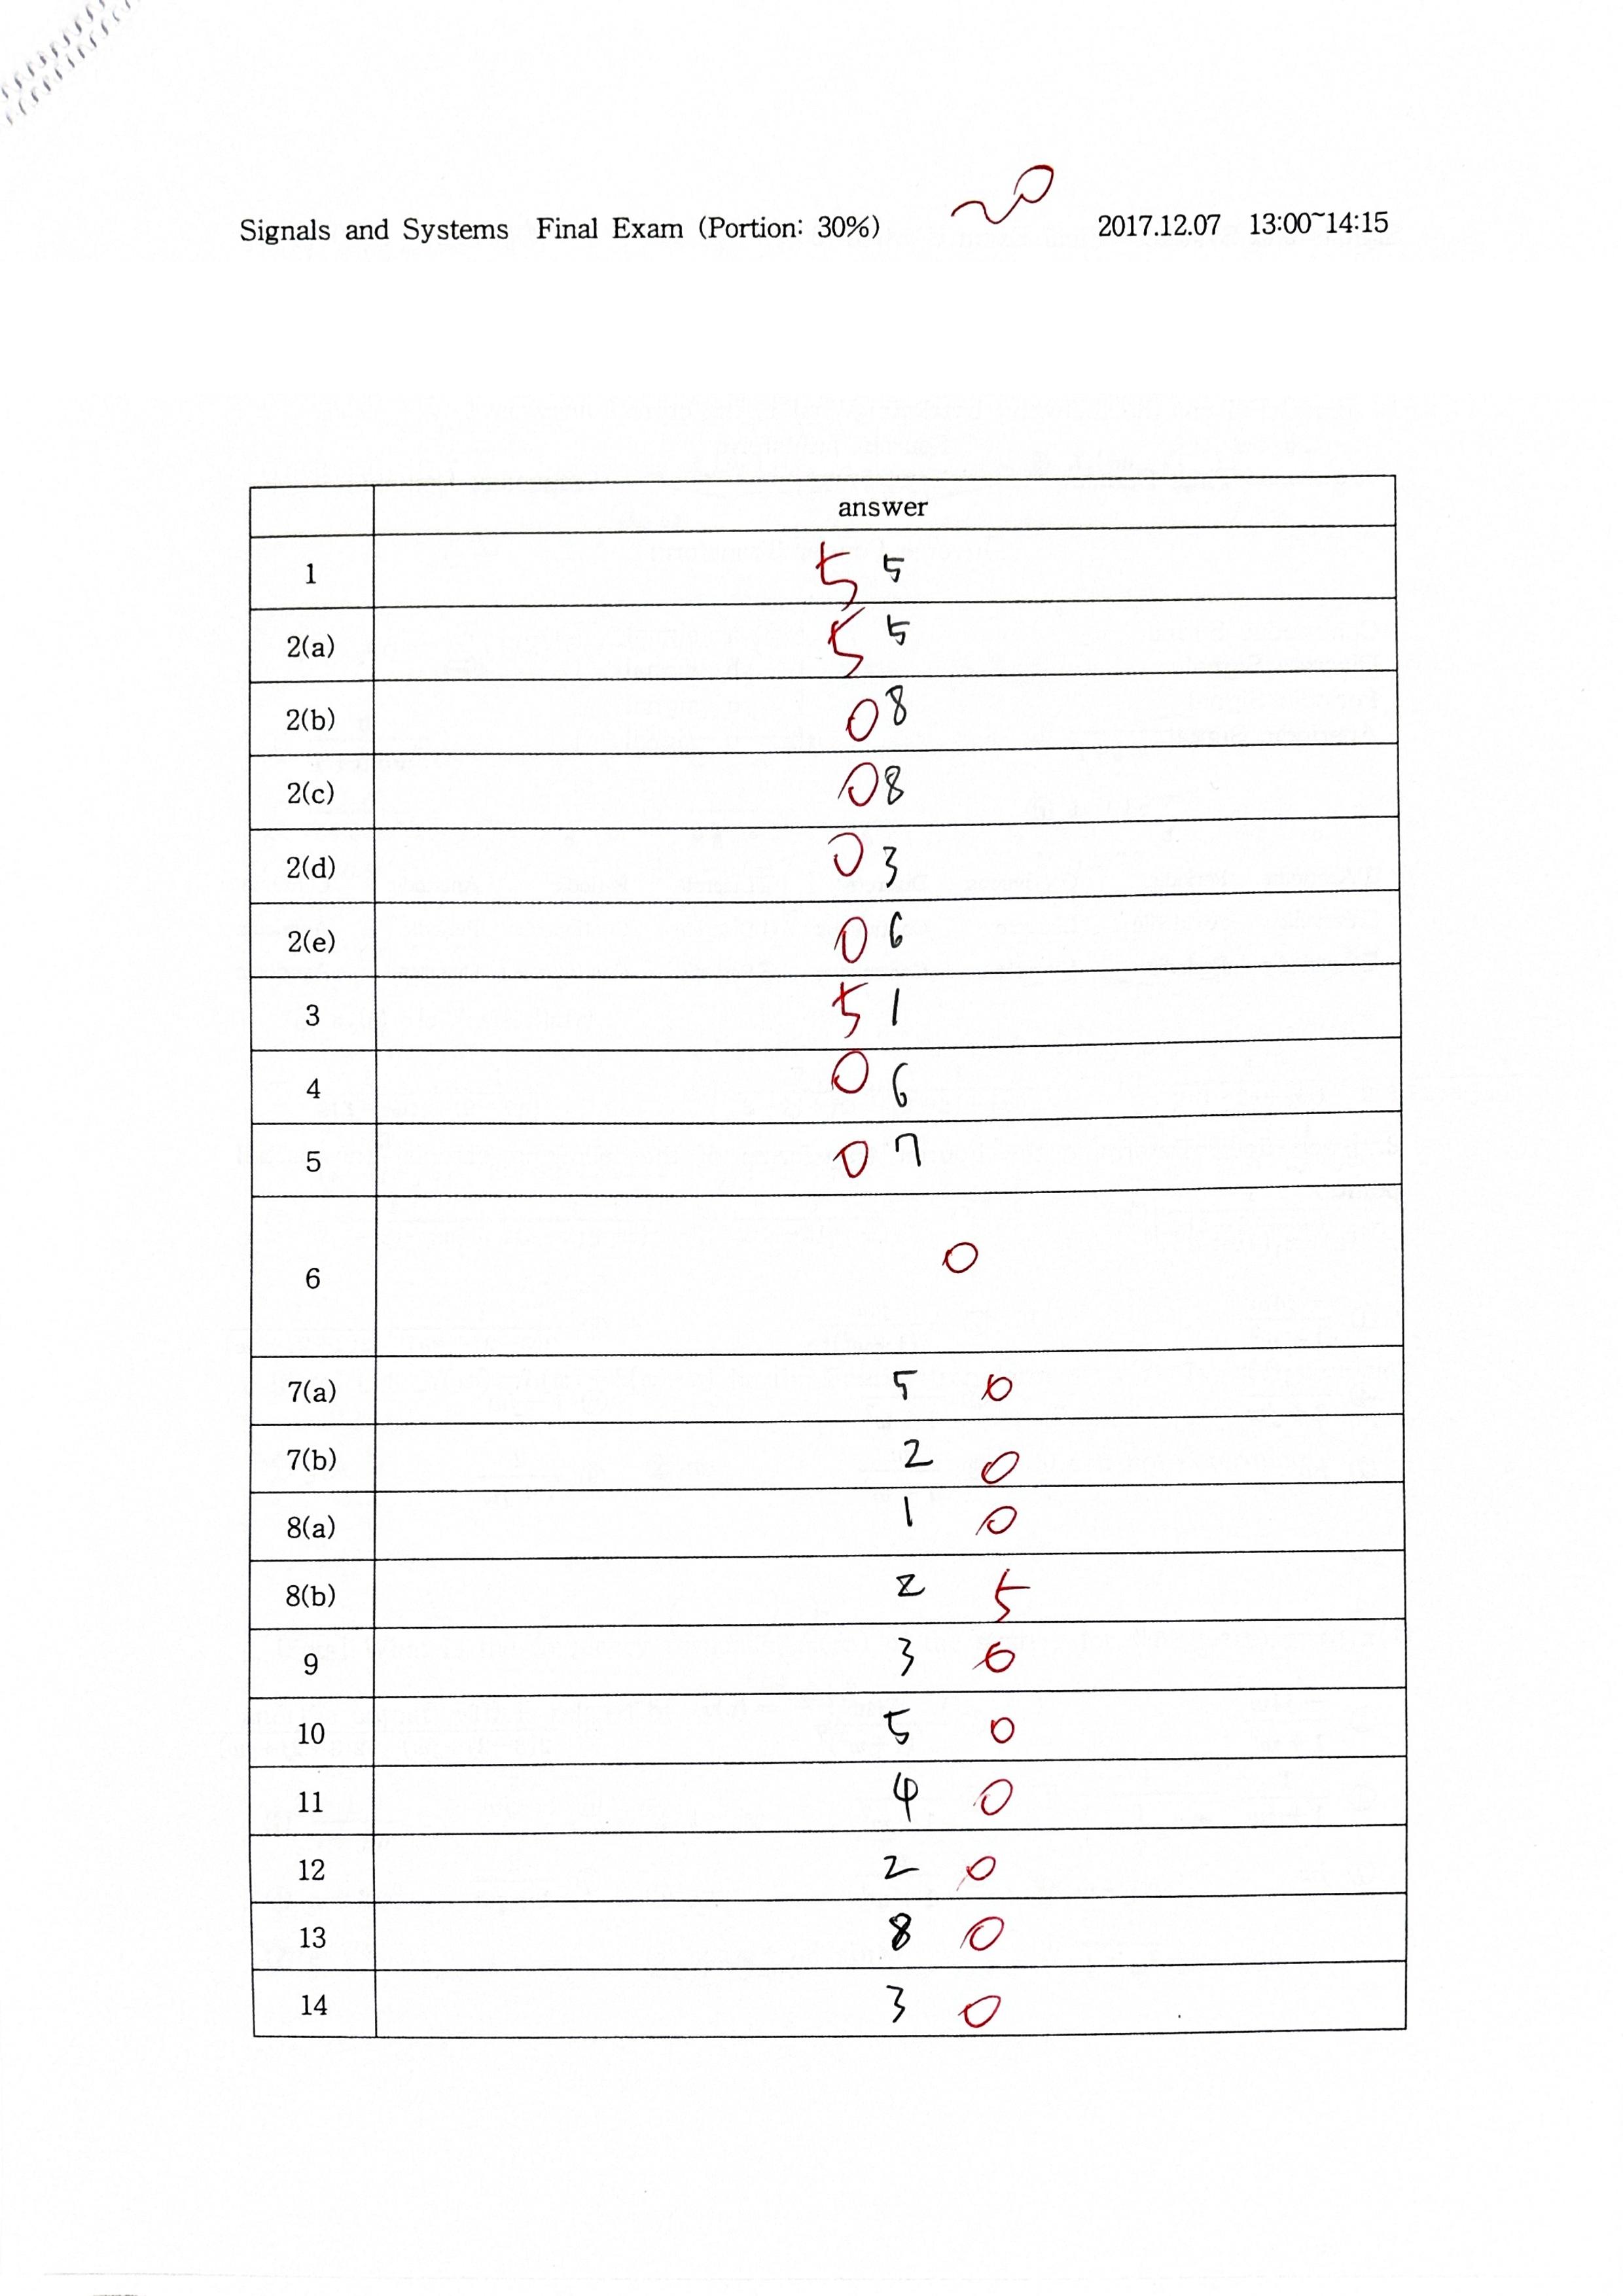 20
Signals and Systems Final Exam (Portion: 30%) 2017.12.07 13:00~14:15
answer
1 5 5
2(a) 5 5
2(b) 0 8
2(c) 0 8
2(d) 0 3
2(e) 0 6
3 5 1
4 0 6
5 0 7
6 0
7(a) 5 0
7(b) 2 0
8(a) 1 0
8(b) 2 5
9 3 0
10 5 0
11 4 0
12 2 0
13 8 0
14 3 0